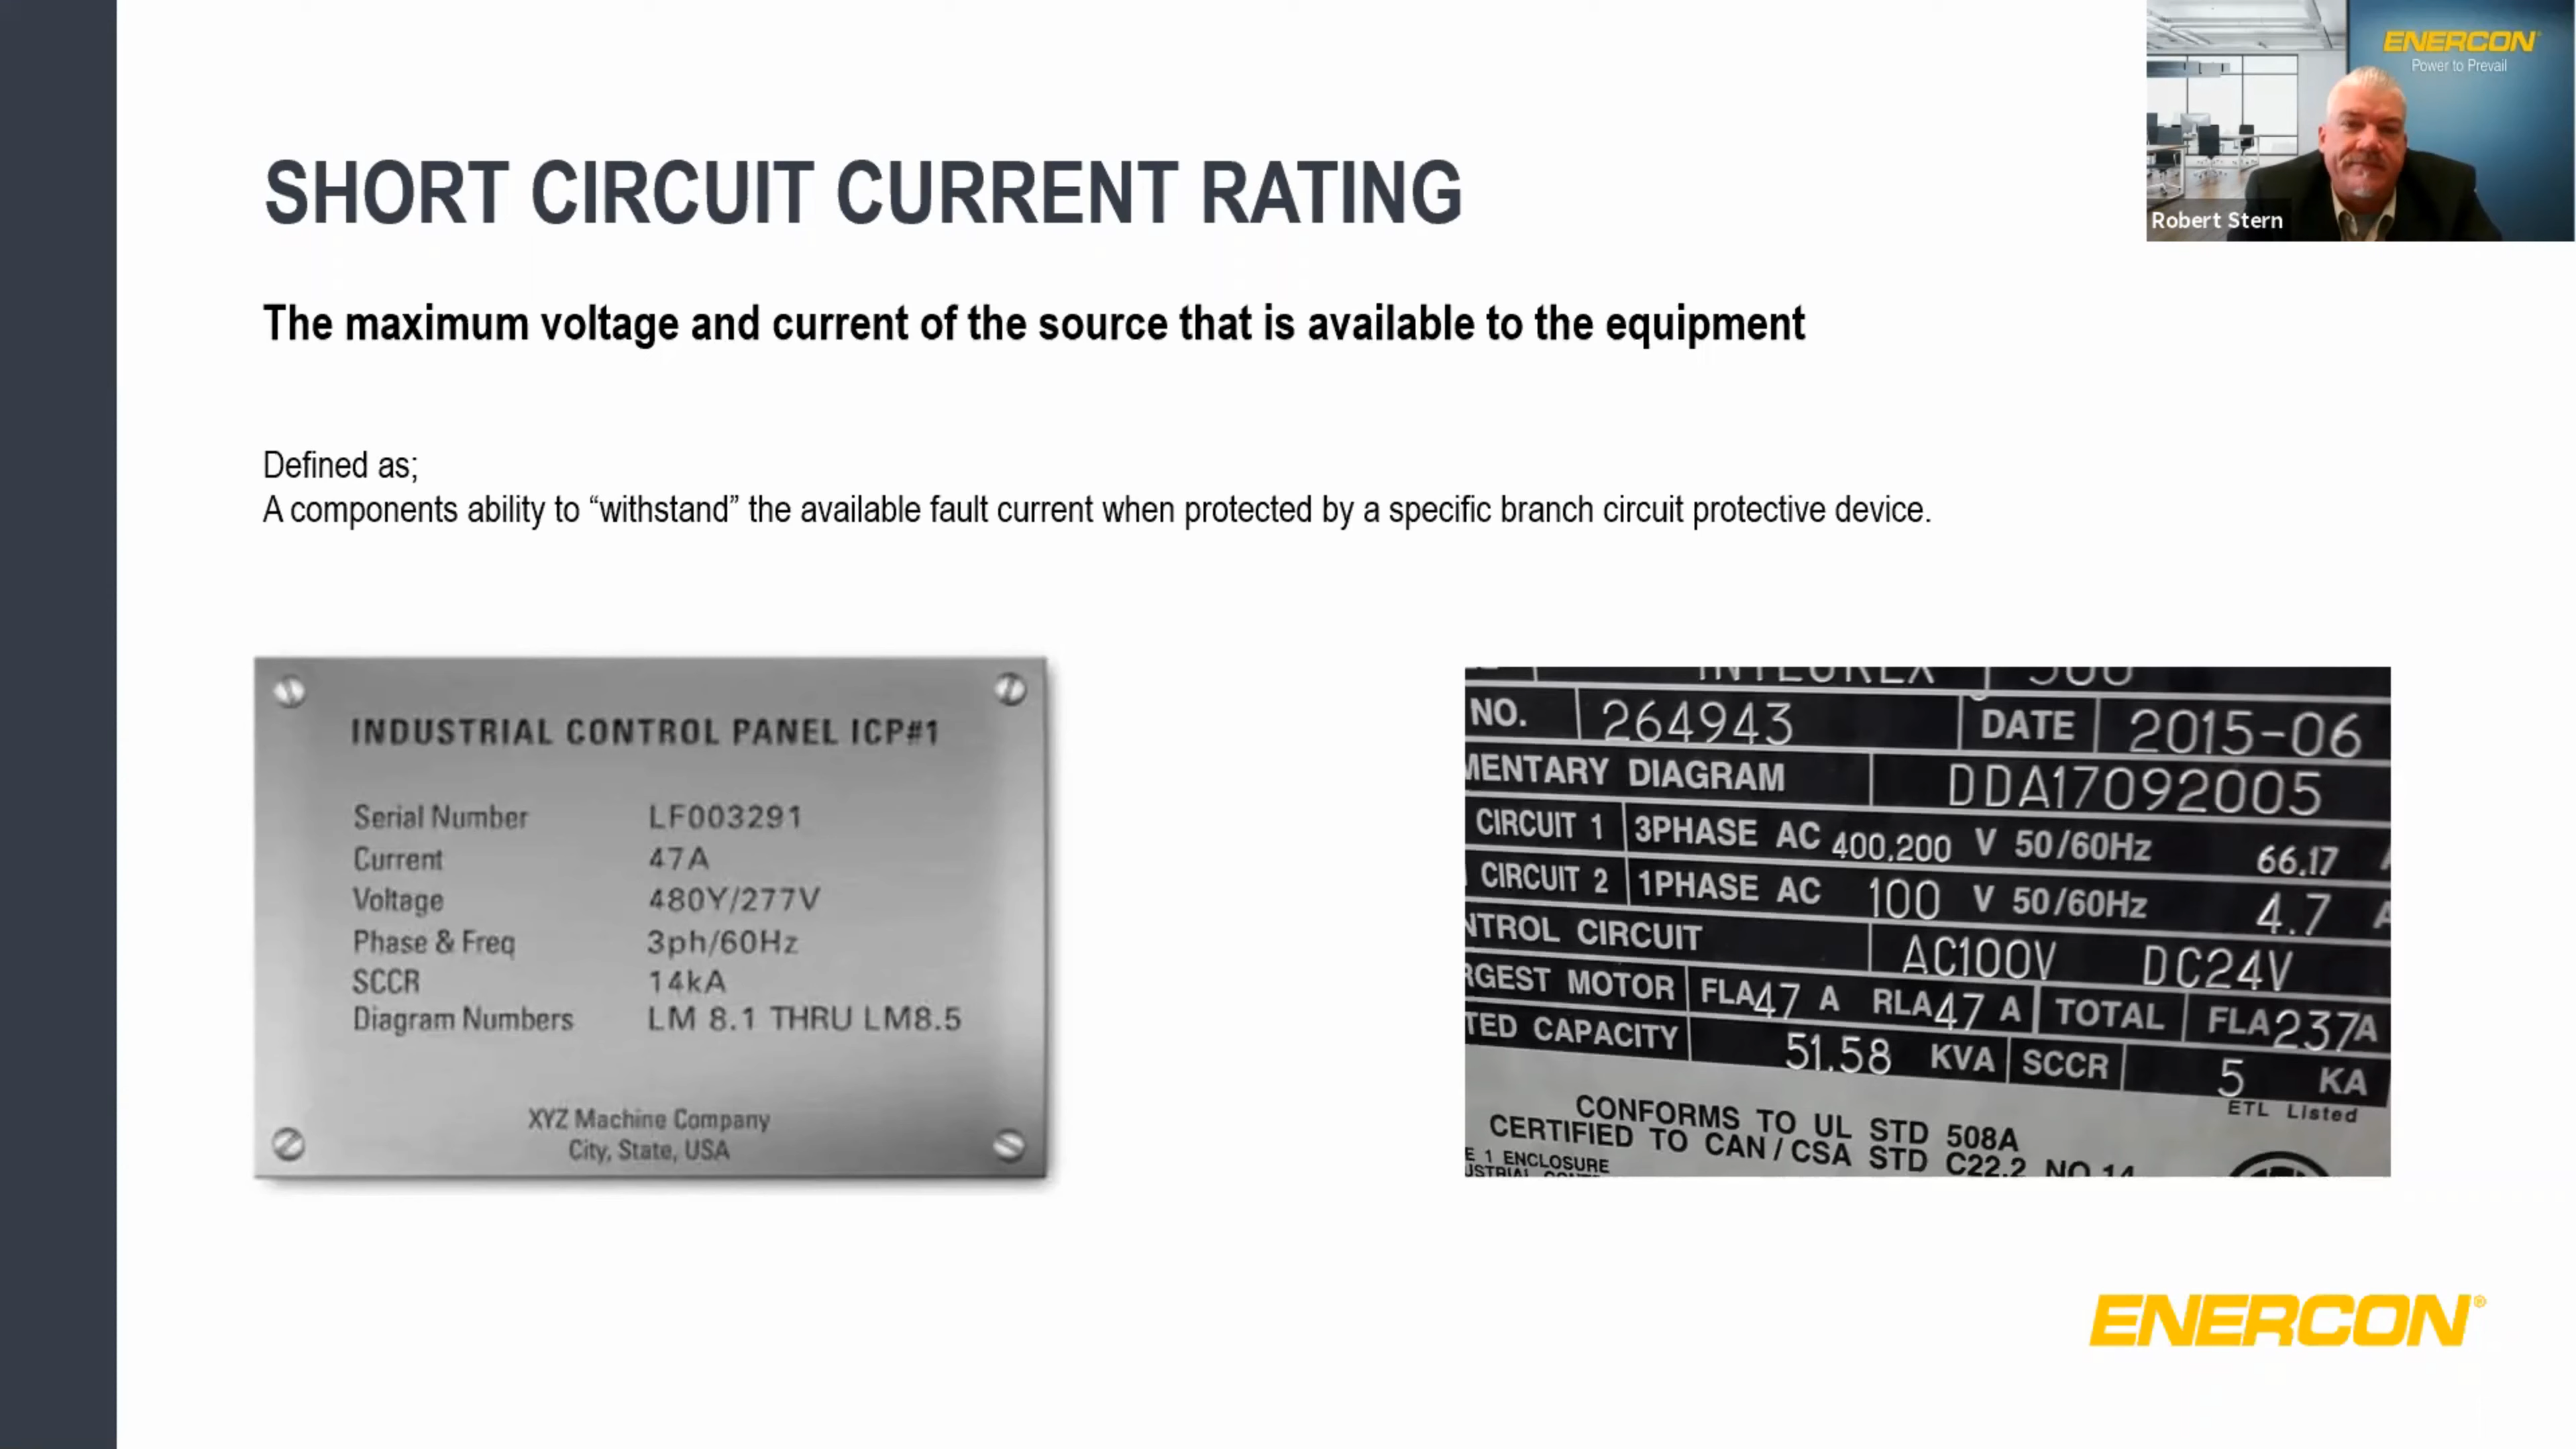 ENERCON®
Power to Prevail
Robert Stern
SHORT CIRCUIT CURRENT RATING
The maximum voltage and current of the source that is available to the equipment
Defined as;
A components ability to “withstand” the available fault current when protected by a specific branch circuit protective device.
INDUSTRIAL CONTROL PANEL ICP#1
Serial Number LF003291
Current 47A
Voltage 480Y/277V
Phase & Freq 3ph/60Hz
SCCR 14kA
Diagram Numbers LM 8.1 THRU LM8.5
XYZ Machine Company
City, State, USA
NO. 264943 DATE 2015-06
MENTARY DIAGRAM DDA17092005
CIRCUIT 1 3PHASE AC 400.200 V 50/60Hz 66.17 A
CIRCUIT 2 1PHASE AC 100 V 50/60Hz 4.7 A
NTROL CIRCUIT AC100V DC24V
RGEST MOTOR FLA47 A RLA47 A TOTAL FLA237A
TED CAPACITY 51.58 KVA SCCR 5 KA
ETL Listed
CONFORMS TO UL STD 508A
CERTIFIED TO CAN/CSA STD C22.2 NO.14
E 1 ENCLOSURE
ENERCON®